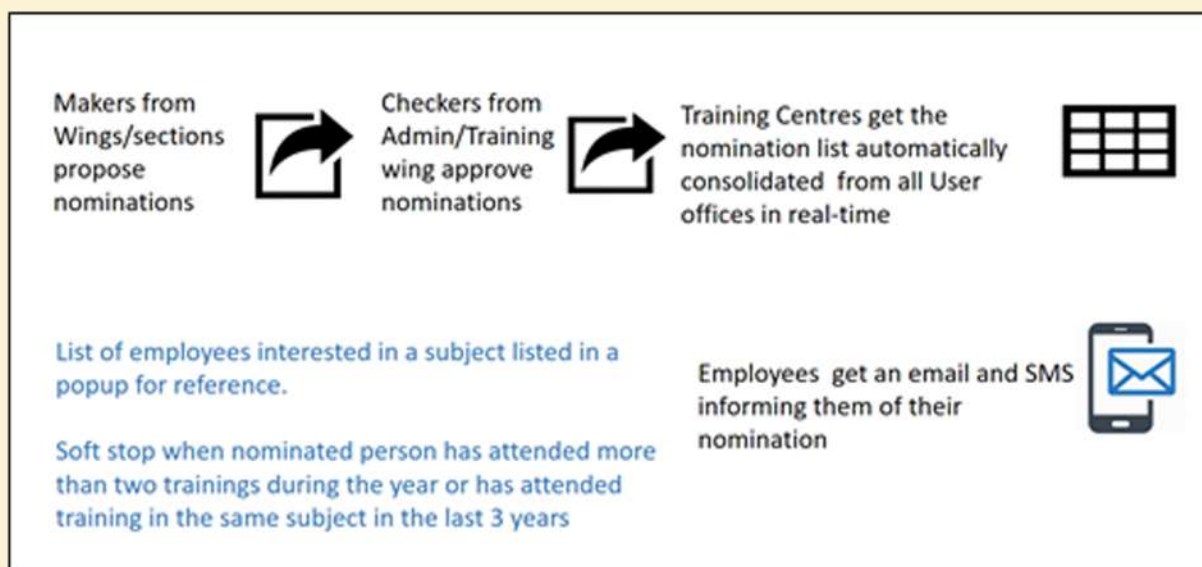 Makers from
Wings/sections
propose
nominations
Checkers from
Admin/Training
wing approve
nominations
Training Centres get the
nomination list automatically
consolidated from all User
offices in real-time
List of employees interested in a subject listed in a
popup for reference.
Soft stop when nominated person has attended more
than two trainings during the year or has attended
training in the same subject in the last 3 years
Employees get an email and SMS
informing them of their
nomination